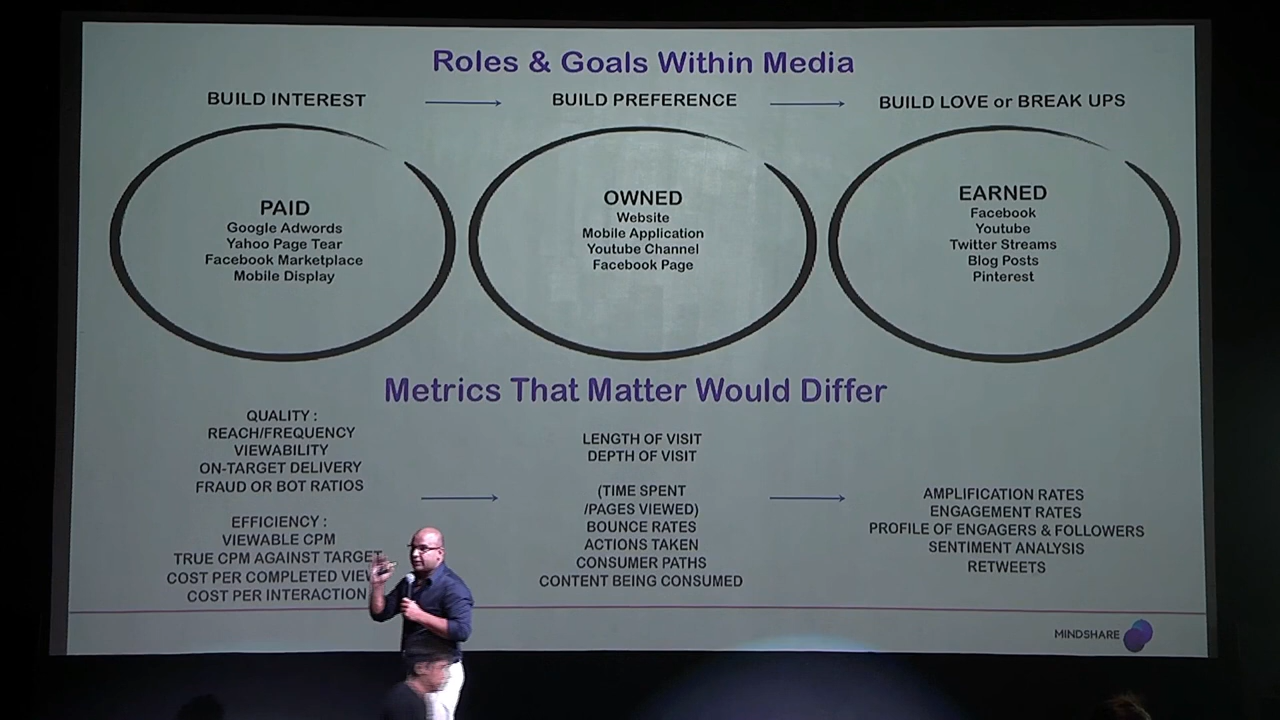 Roles & Goals Within Media
BUILD INTEREST
BUILD PREFERENCE
BUILD LOVE or BREAK UPS
PAID
Google Adwords
Yahoo Page Tear
Facebook Marketplace
Mobile Display
OWNED
Website
Mobile Application
Youtube Channel
Facebook Page
EARNED
Facebook
Youtube
Twitter Streams
Blog Posts
Pinterest
Metrics That Matter Would Differ
QUALITY :
REACH/FREQUENCY
VIEWABILITY
ON-TARGET DELIVERY
FRAUD OR BOT RATIOS
EFFICIENCY :
VIEWABLE CPM
TRUE CPM AGAINST TARGET
COST PER COMPLETED VIEW
COST PER INTERACTION
LENGTH OF VISIT
DEPTH OF VISIT
(TIME SPENT
/PAGES VIEWED)
BOUNCE RATES
ACTIONS TAKEN
CONSUMER PATHS
CONTENT BEING CONSUMED
AMPLIFICATION RATES
ENGAGEMENT RATES
PROFILE OF ENGAGERS & FOLLOWERS
SENTIMENT ANALYSIS
RETWEETS
MINDSHARE